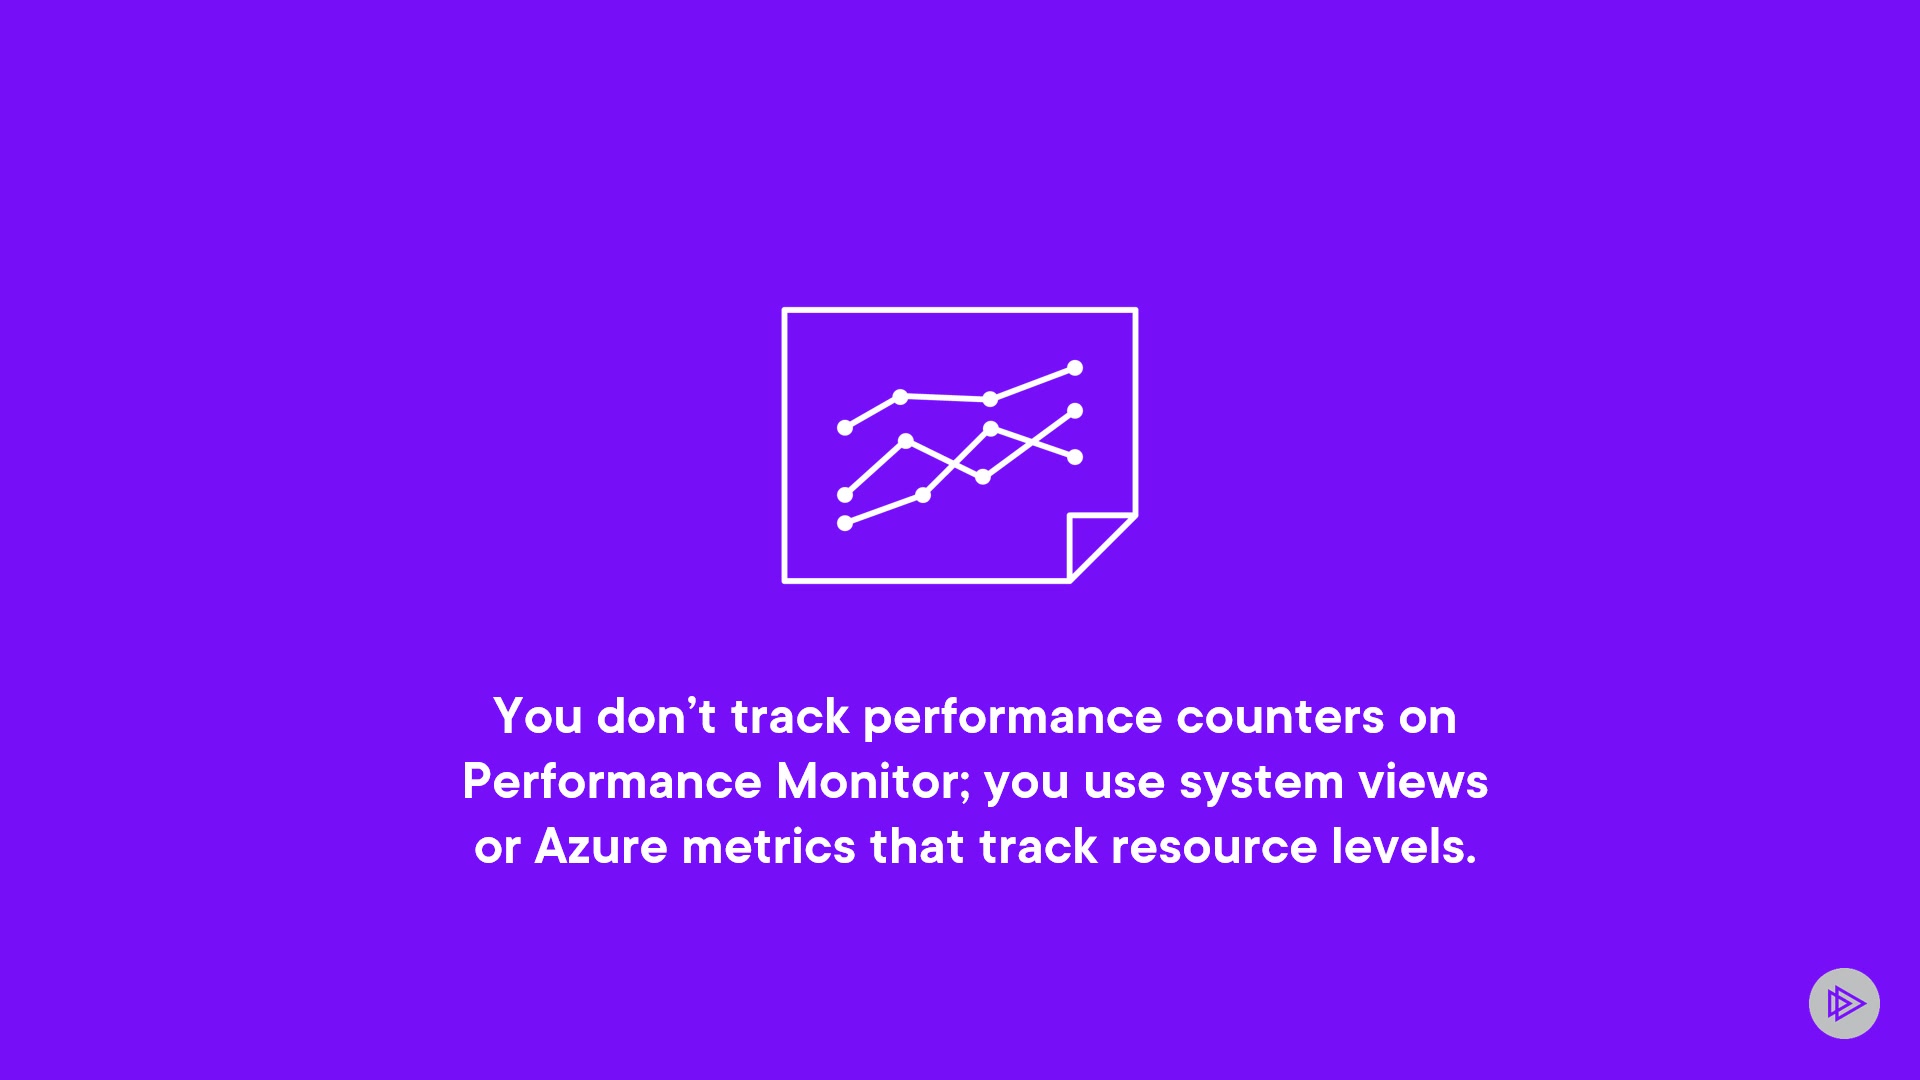 You don’t track performance counters on
Performance Monitor; you use system views
or Azure metrics that track resource levels.